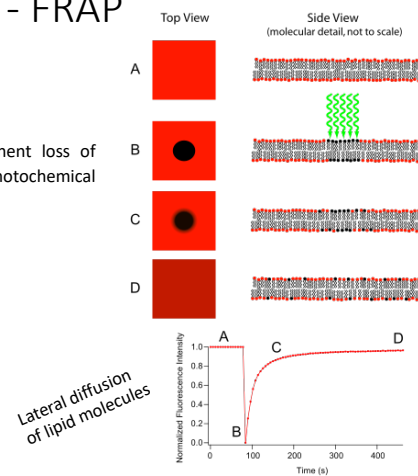 - FRAP
Top View
Side View
(molecular detail, not to scale)
A
B
ment loss of
hotochemical
C
D
Normalized Fluorescence Intensity
1.0
0.8
0.6
0.4
0.2
0.0
A
B
C
D
0
100
200
300
400
Time (s)
Lateral diffusion
of lipid molecules